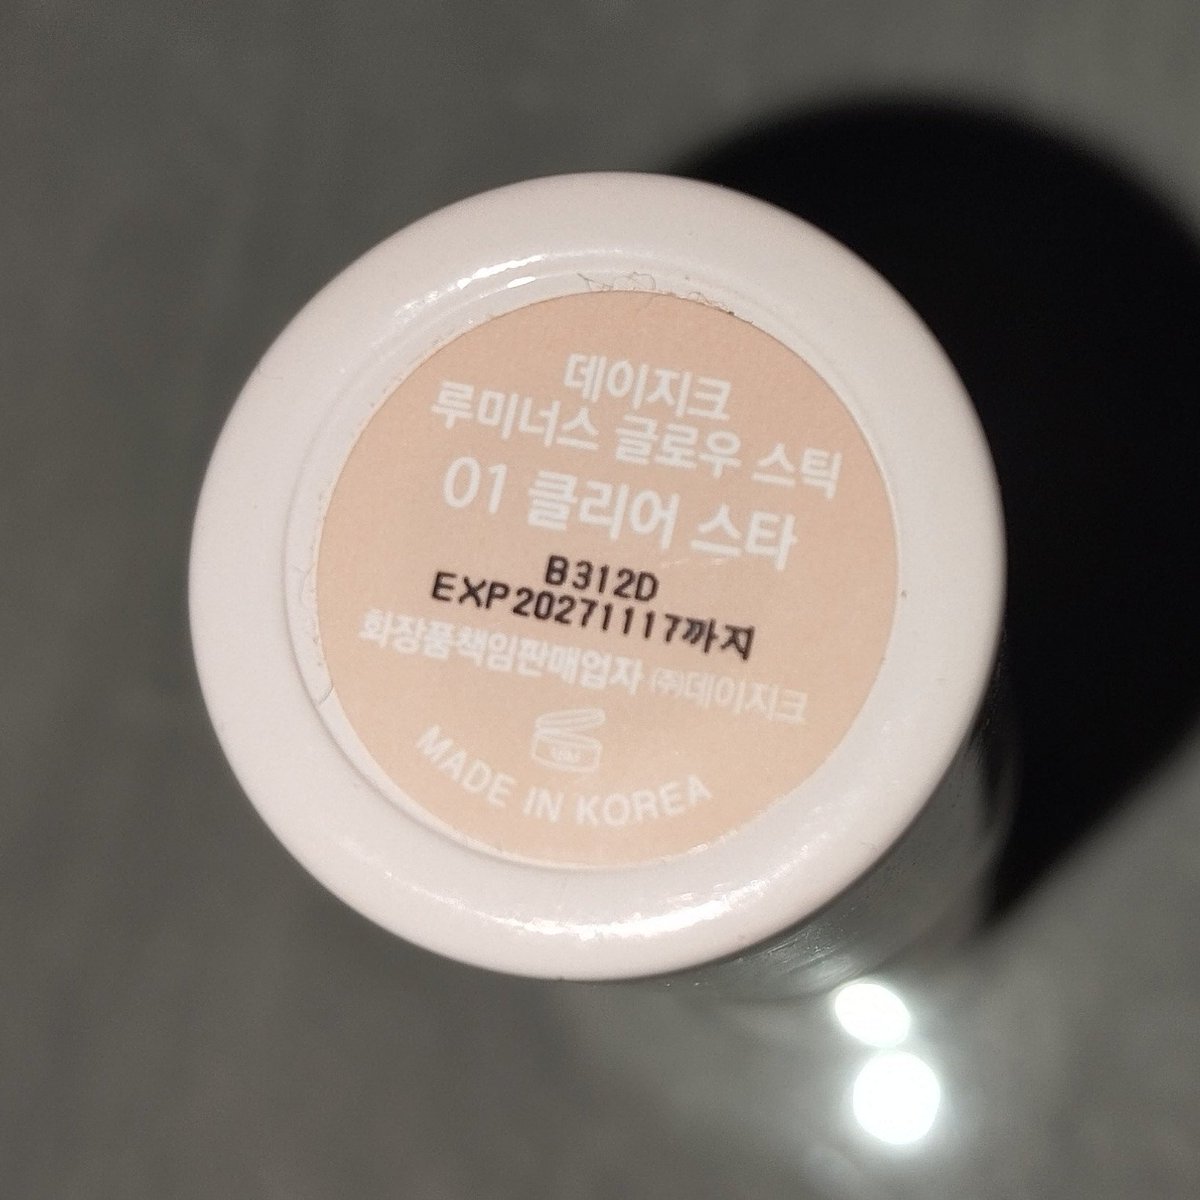 데이지크
루미너스 글로우 스틱
01 클리어 스타
B312D
EXP20271117까지
화장품책임판매업자 ㈜데이지크
MADE IN KOREA